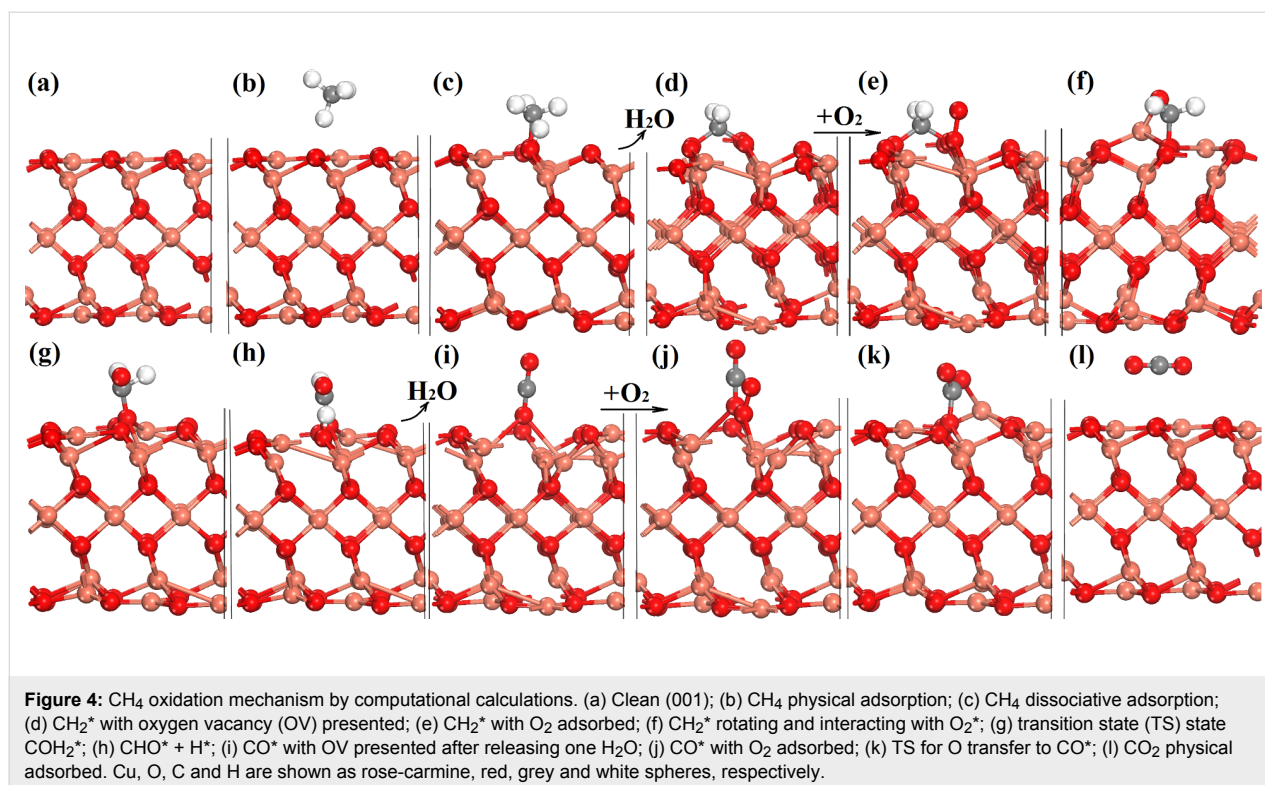 (a) (b) (c) (d) (e) (f)
H₂O +O₂
(g) (h) (i) (j) (k) (l)
H₂O +O₂
Figure 4: CH₄ oxidation mechanism by computational calculations. (a) Clean (001); (b) CH₄ physical adsorption; (c) CH₄ dissociative adsorption;
(d) CH₂* with oxygen vacancy (OV) presented; (e) CH₂* with O₂ adsorbed; (f) CH₂* rotating and interacting with O₂*; (g) transition state (TS) state
COH₂*; (h) CHO* + H*; (i) CO* with OV presented after releasing one H₂O; (j) CO* with O₂ adsorbed; (k) TS for O transfer to CO*; (l) CO₂ physical
adsorbed. Cu, O, C and H are shown as rose-carmine, red, grey and white spheres, respectively.